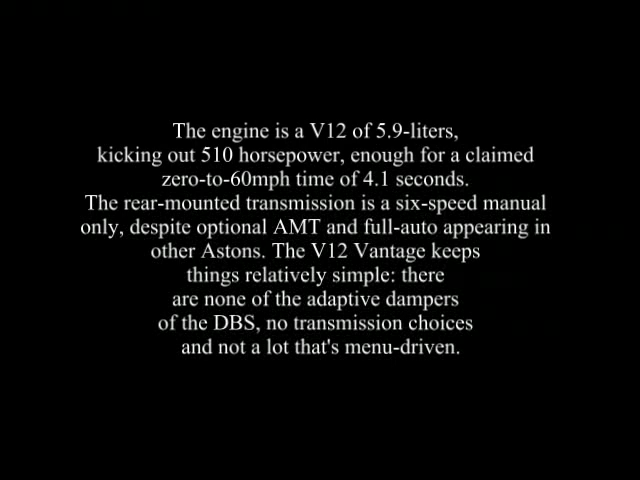 The engine is a V12 of 5.9-liters,
kicking out 510 horsepower, enough for a claimed
zero-to-60mph time of 4.1 seconds.
The rear-mounted transmission is a six-speed manual
only, despite optional AMT and full-auto appearing in
other Astons. The V12 Vantage keeps
things relatively simple: there
are none of the adaptive dampers
of the DBS, no transmission choices
and not a lot that's menu-driven.